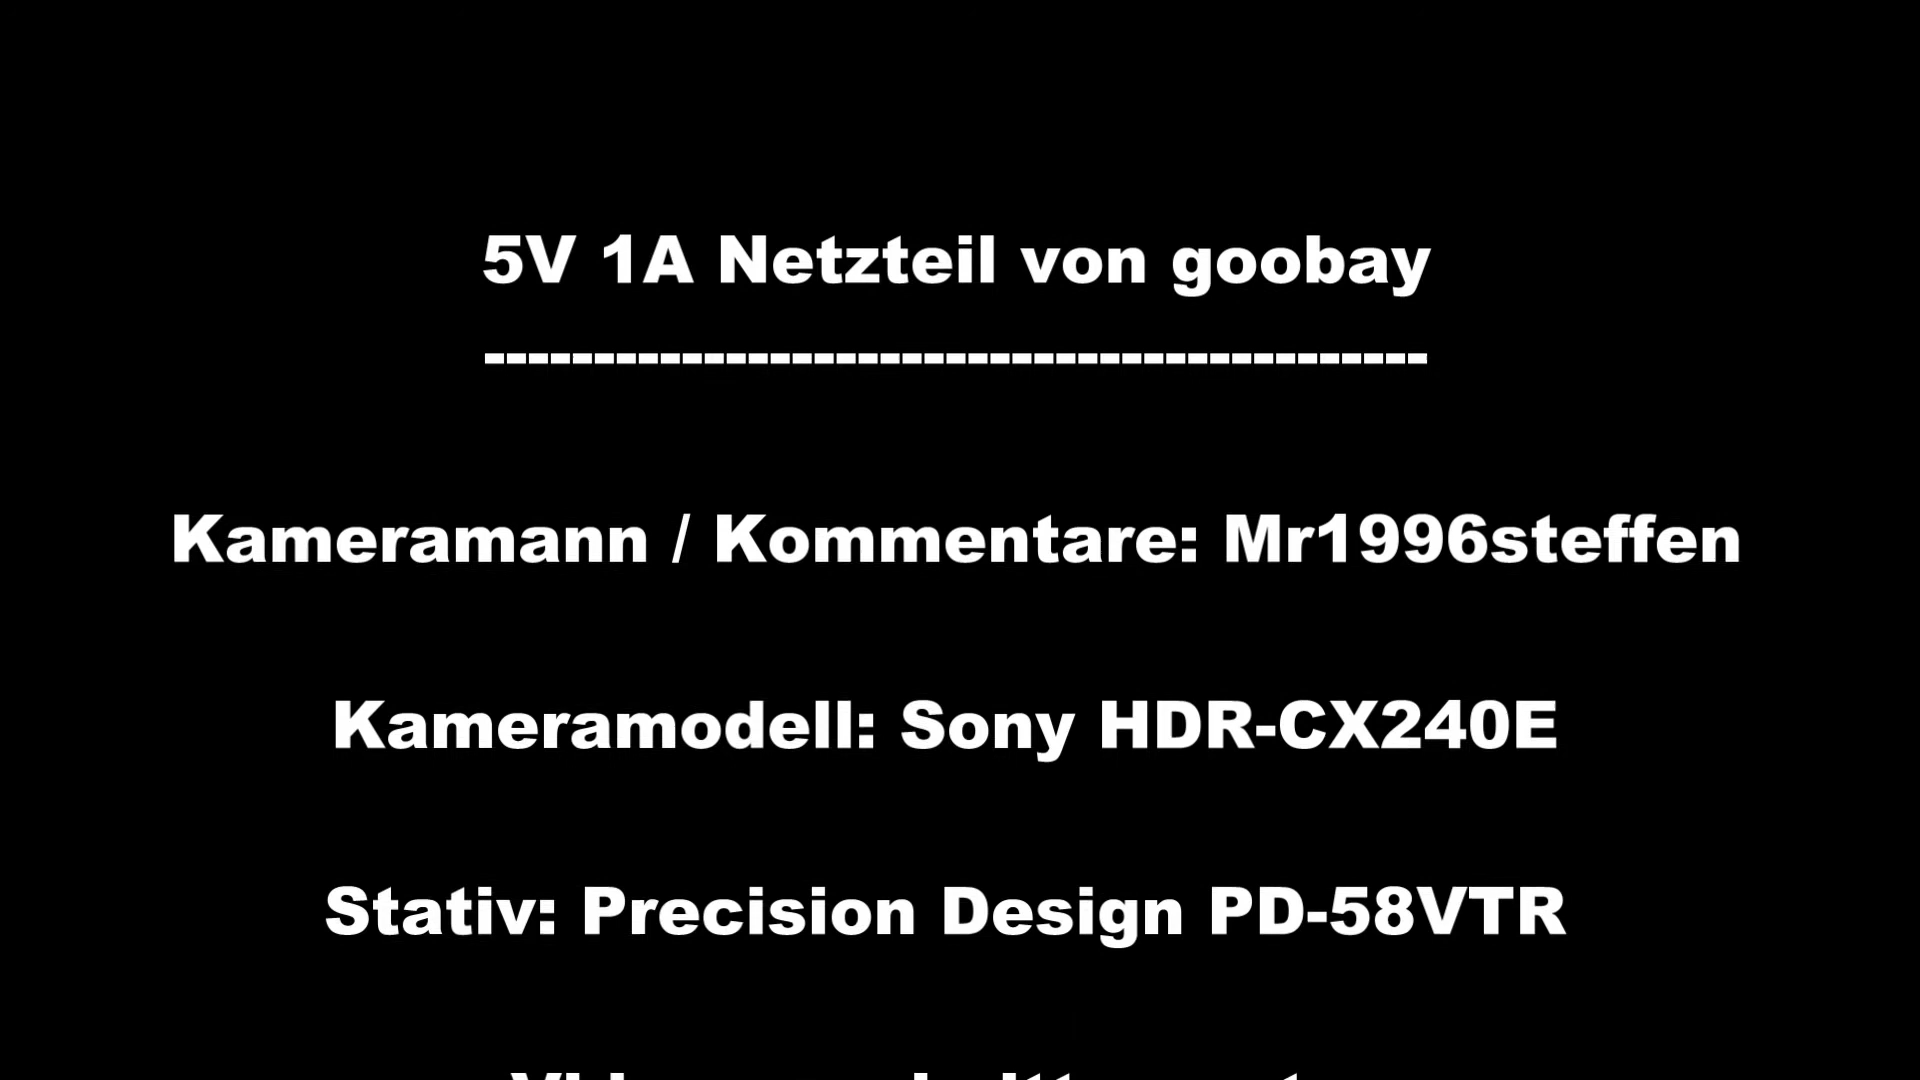 5V 1A Netzteil von goobay
-------------------------------------------
Kameramann / Kommentare: Mr1996steffen
Kameramodell: Sony HDR-CX240E
Stativ: Precision Design PD-58VTR